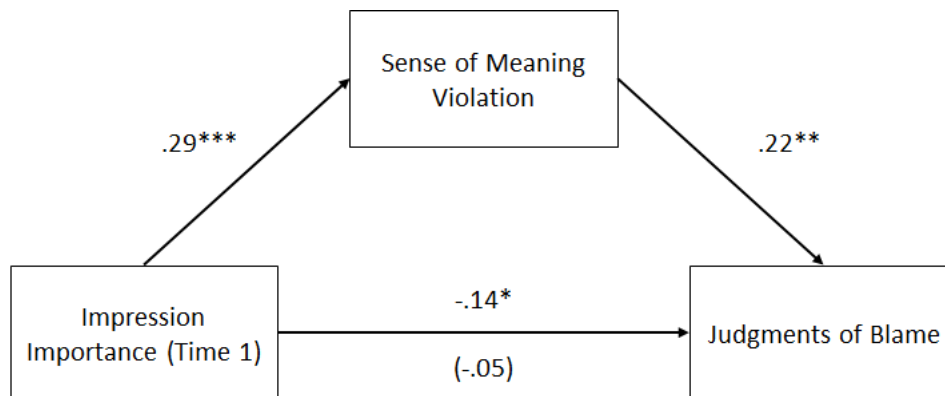 Sense of Meaning
Violation
.29***
.22**
Impression
Importance (Time 1)
-.14*
(-.05)
Judgments of Blame